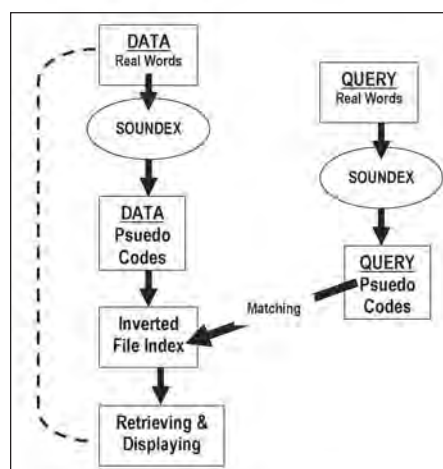 DATA
Real Words
SOUNDEX
DATA
Psuedo
Codes
Inverted
File Index
Retrieving &
Displaying
QUERY
Real Words
SOUNDEX
QUERY
Psuedo
Codes
Matching